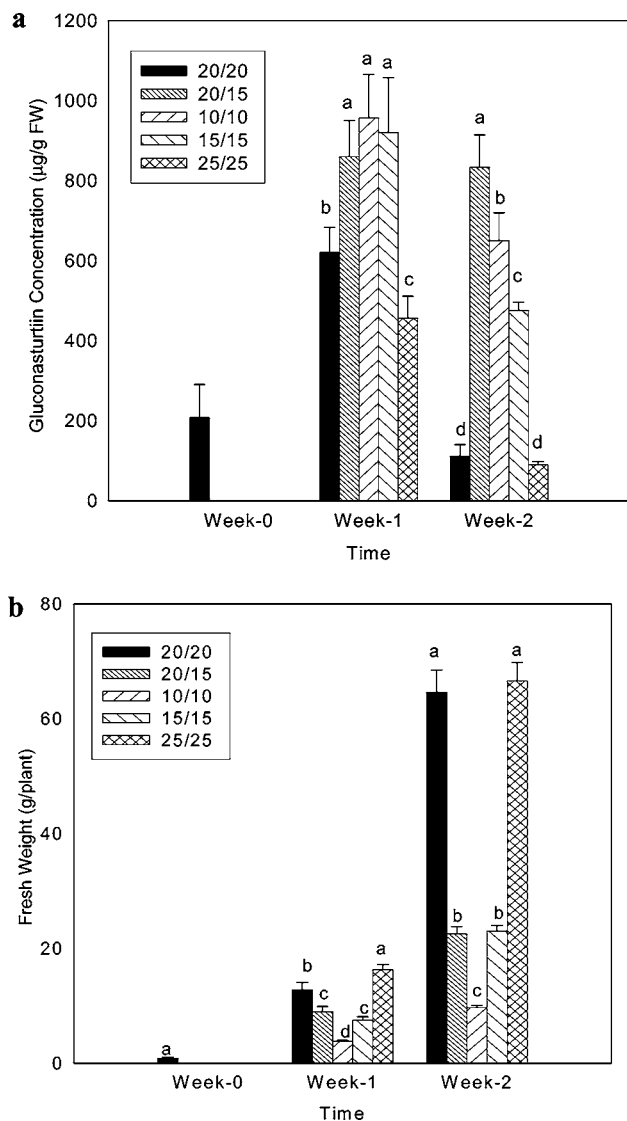 a
1200
1000
800
600
400
200
0
Gluconasturtiin Concentration (µg/g FW)
20/20
20/15
10/10
15/15
25/25
b a a a c
d a b c d
Week-0 Week-1 Week-2
Time
b
80
60
40
20
0
Fresh Weight (g/plant)
20/20
20/15
10/10
15/15
25/25
a
b c d c a
a b c b a
Week-0 Week-1 Week-2
Time